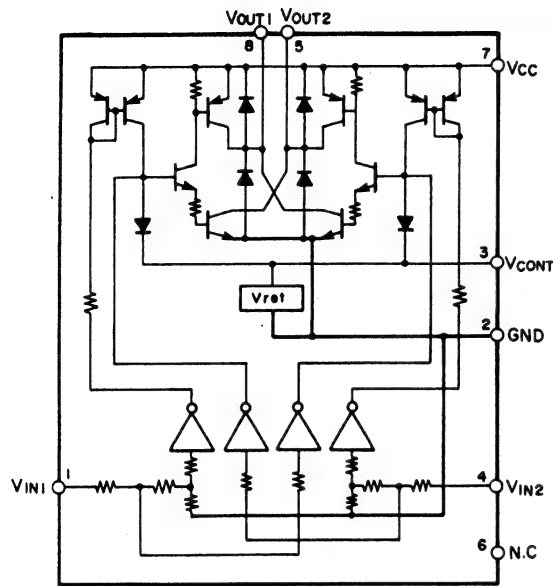 VOUT1 VOUT2
8 5
7 VCC
3 VCONT
Vref
2 GND
VIN1 1
4 VIN2
6 N.C